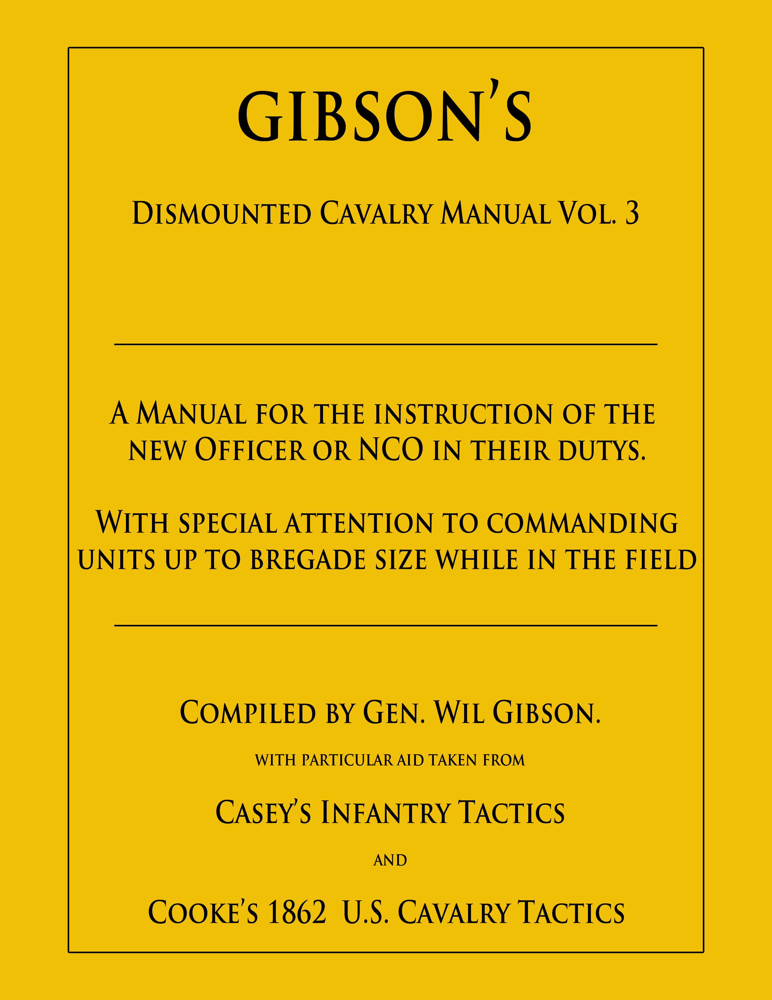 GIBSON'S
DISMOUNTED CAVALRY MANUAL VOL. 3
A MANUAL FOR THE INSTRUCTION OF THE
NEW OFFICER OR NCO IN THEIR DUTYS.
WITH SPECIAL ATTENTION TO COMMANDING
UNITS UP TO BREGADE SIZE WHILE IN THE FIELD
COMPILED BY GEN. WIL GIBSON.
WITH PARTICULAR AID TAKEN FROM
CASEY'S INFANTRY TACTICS
AND
COOKE'S 1862 U.S. CAVALRY TACTICS